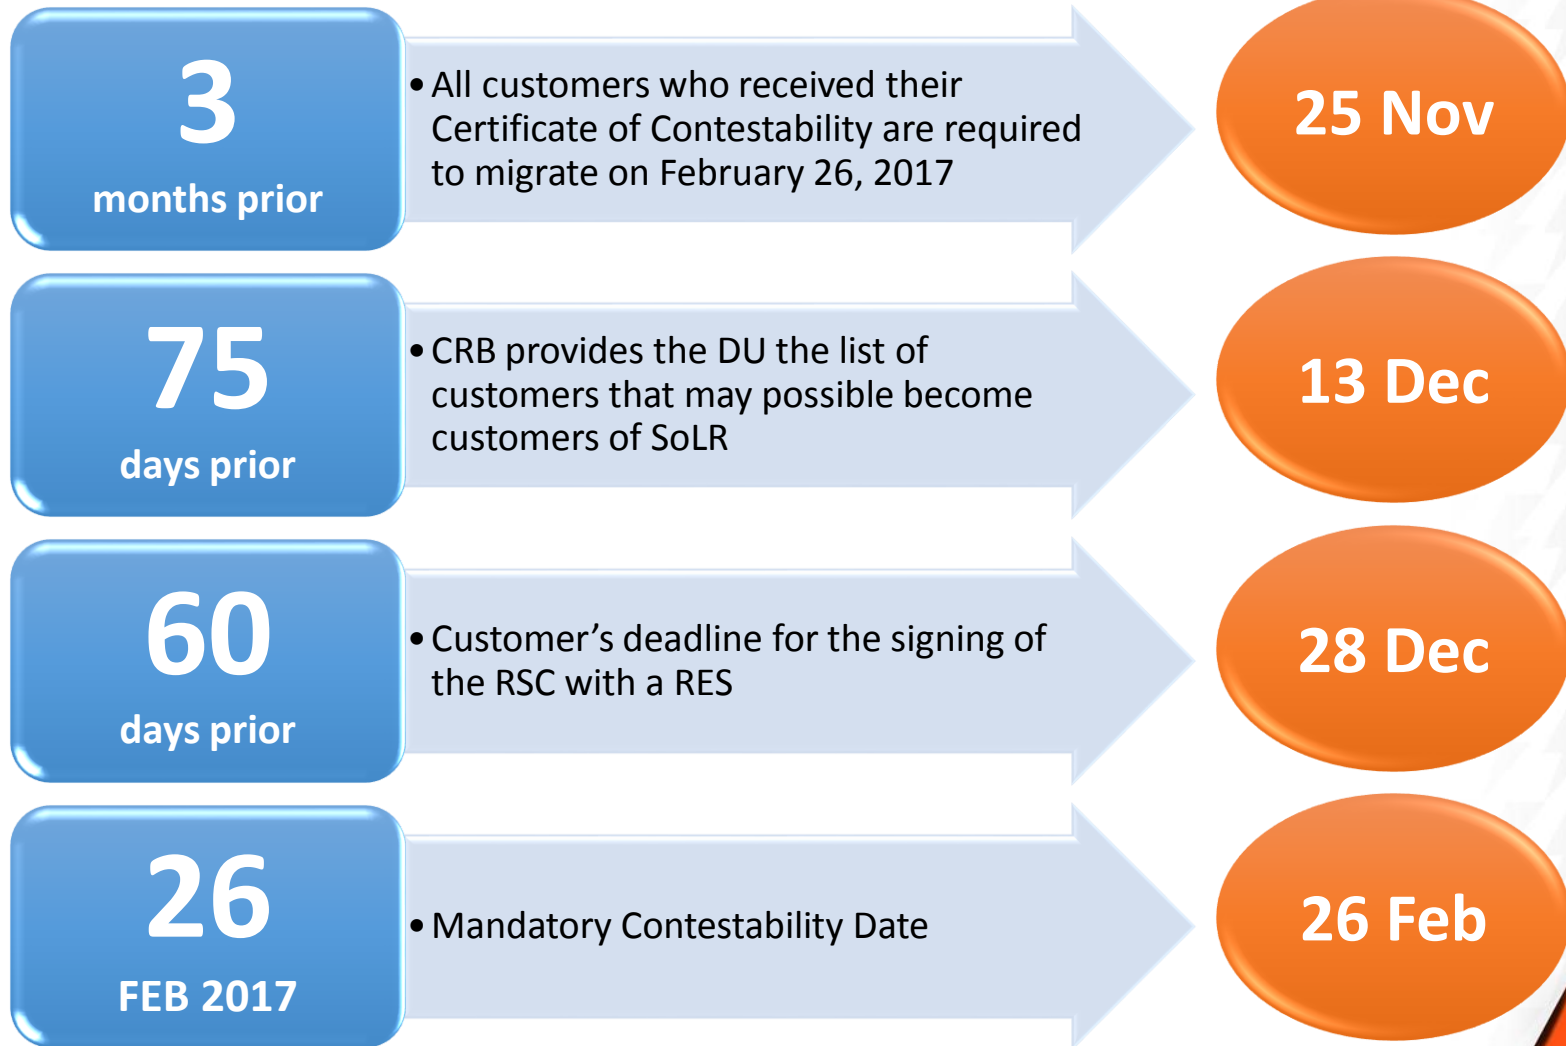 3
months prior
• All customers who received their
Certificate of Contestability are required
to migrate on February 26, 2017
25 Nov
75
days prior
• CRB provides the DU the list of
customers that may possible become
customers of SoLR
13 Dec
60
days prior
• Customer’s deadline for the signing of
the RSC with a RES
28 Dec
26
FEB 2017
• Mandatory Contestability Date
26 Feb